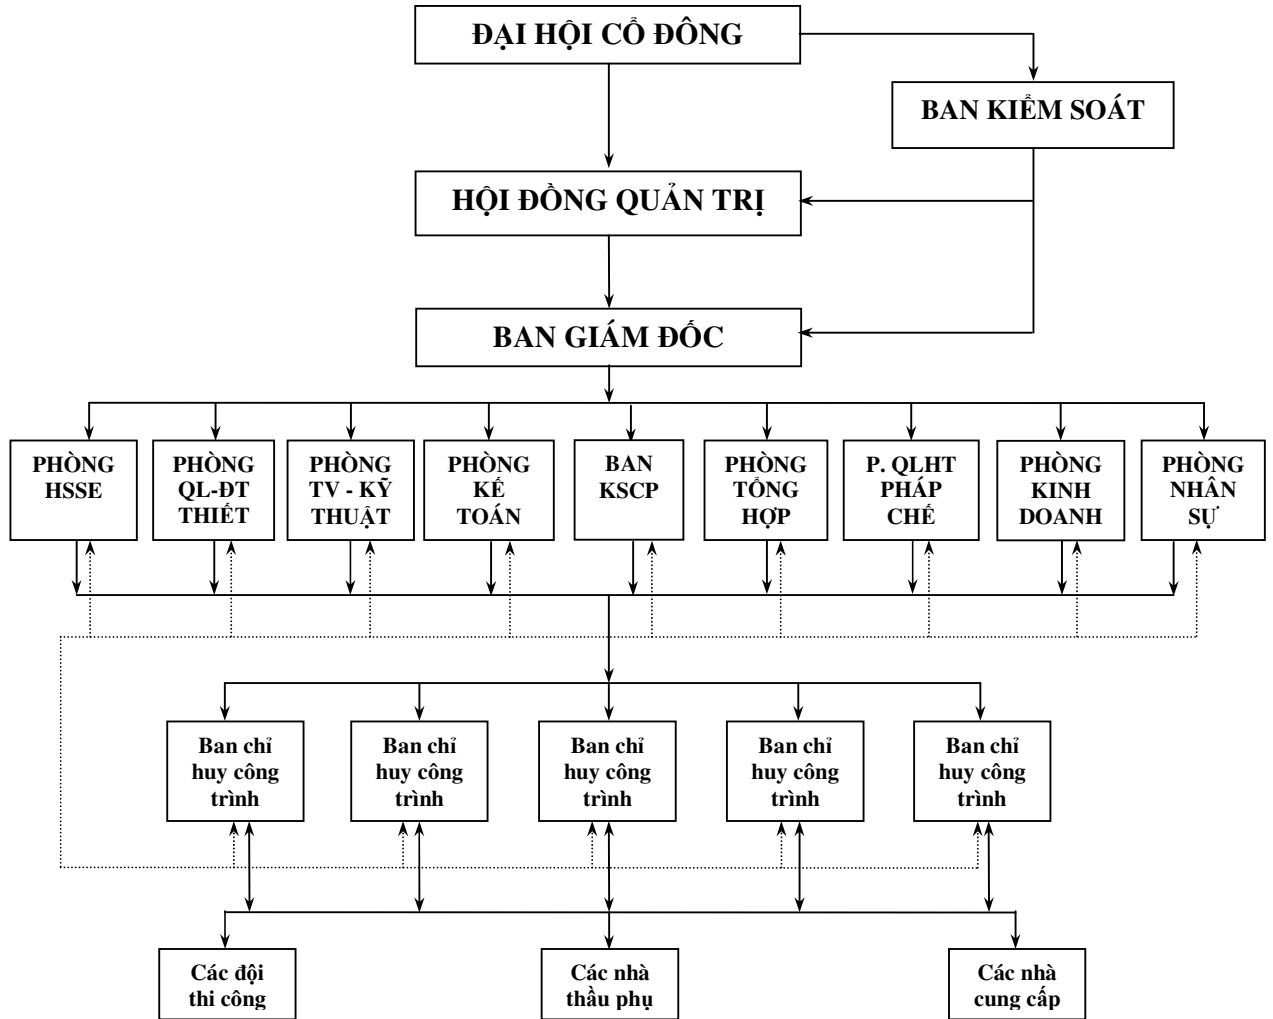 ĐẠI HỘI CỔ ĐÔNG
BAN KIỂM SOÁT
HỘI ĐỒNG QUẢN TRỊ
BAN GIÁM ĐỐC
PHÒNG
HSSE
PHÒNG
QL-ĐT
THIẾT
PHÒNG
TV - KỸ
THUẬT
PHÒNG
KẾ
TOÁN
BAN
KSCP
PHÒNG
TỔNG
HỢP
P. QLHT
PHÁP
CHẾ
PHÒNG
KINH
DOANH
PHÒNG
NHÂN
SỰ
Ban chỉ
huy công
trình
Ban chỉ
huy công
trình
Ban chỉ
huy công
trình
Ban chỉ
huy công
trình
Ban chỉ
huy công
trình
Các đội
thi công
Các nhà
thầu phụ
Các nhà
cung cấp